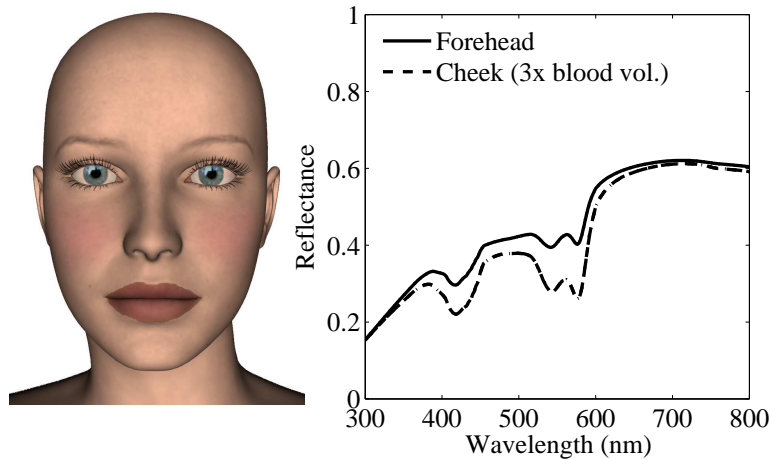 1
Forehead
Cheek (3x blood vol.)
0.8
0.6
Reflectance
0.4
0.2
0
300 400 500 600 700 800
Wavelength (nm)